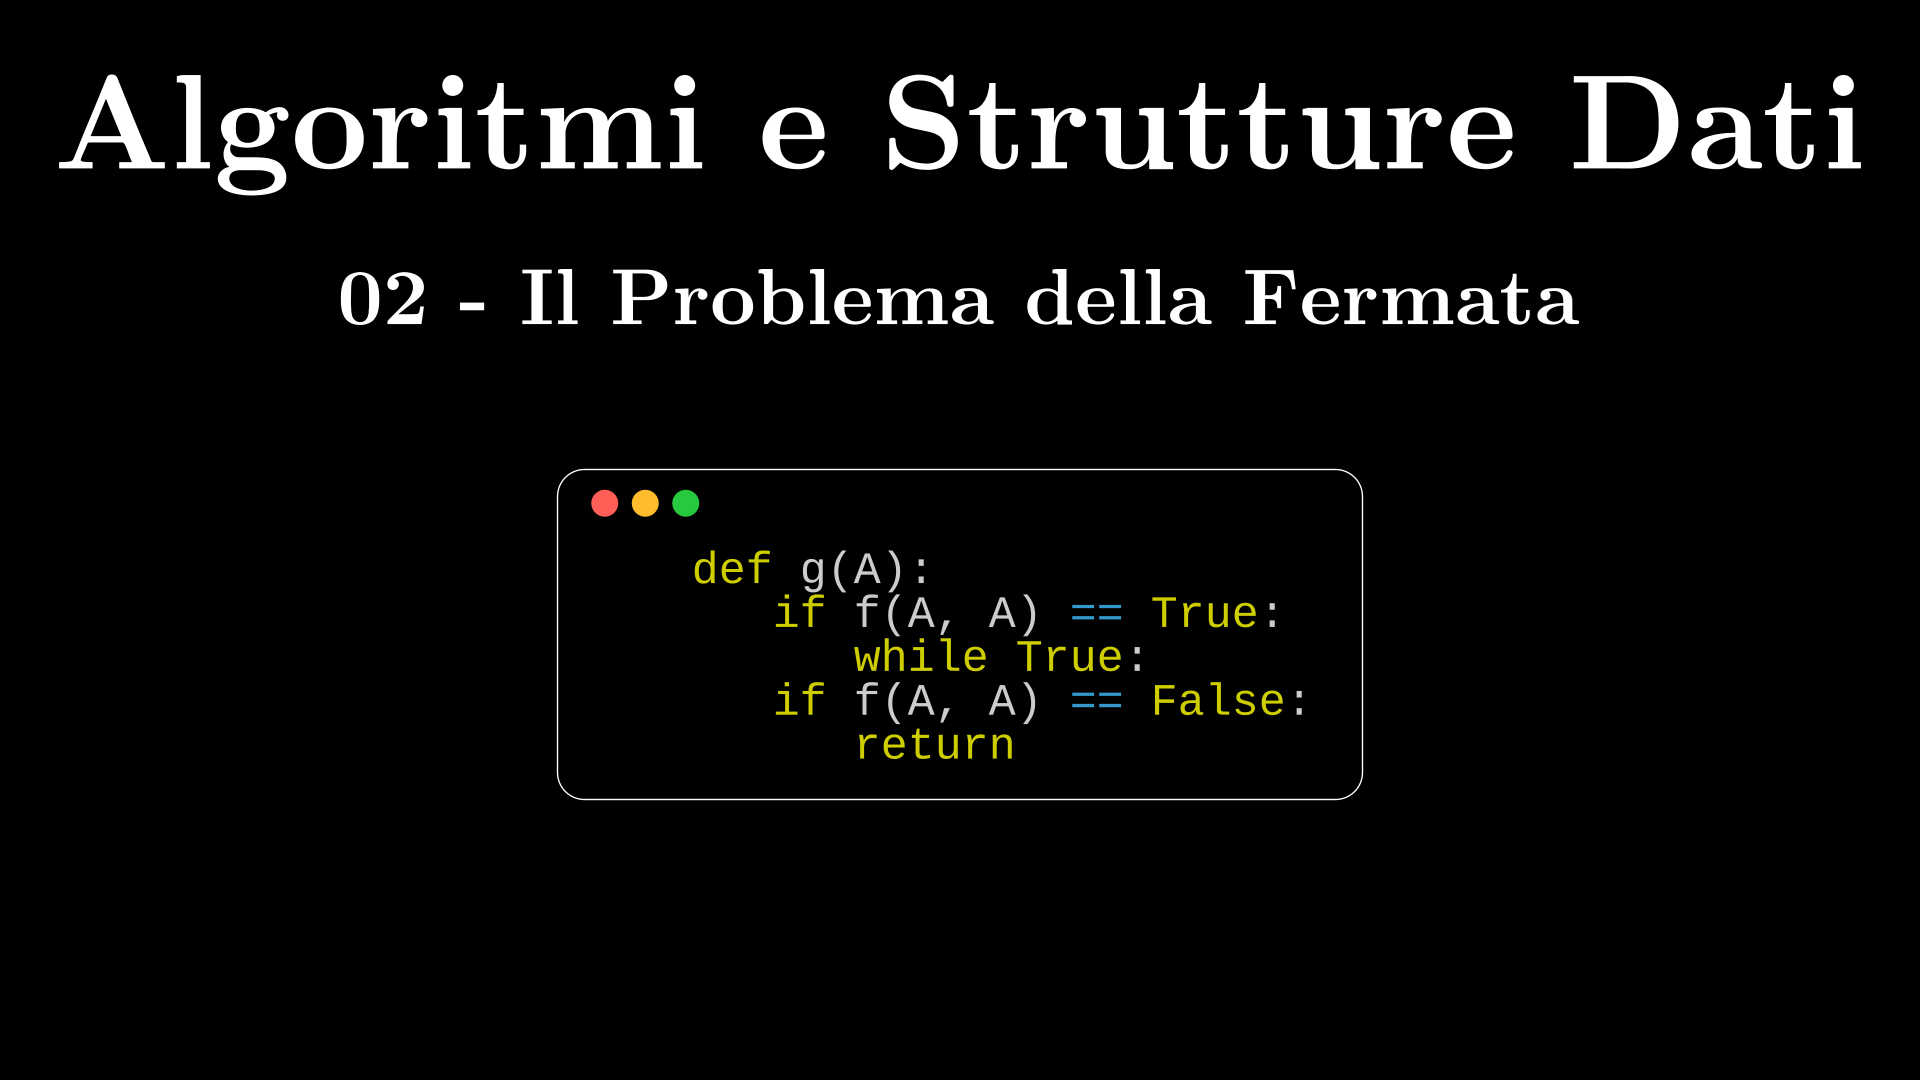 Algoritmi e Strutture Dati
02 - Il Problema della Fermata
def g(A):
if f(A, A) == True:
while True:
if f(A, A) == False:
return